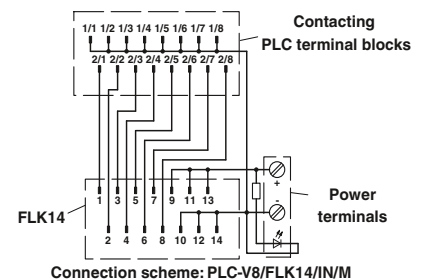 Contacting
PLC terminal blocks
1/1 1/2 1/3 1/4 1/5 1/6 1/7 1/8
2/1 2/2 2/3 2/4 2/5 2/6 2/7 2/8
1 3 5 7 9 11 13
+
-
Power
terminals
FLK14
2 4 6 8 10 12 14
Connection scheme: PLC-V8/FLK14/IN/M